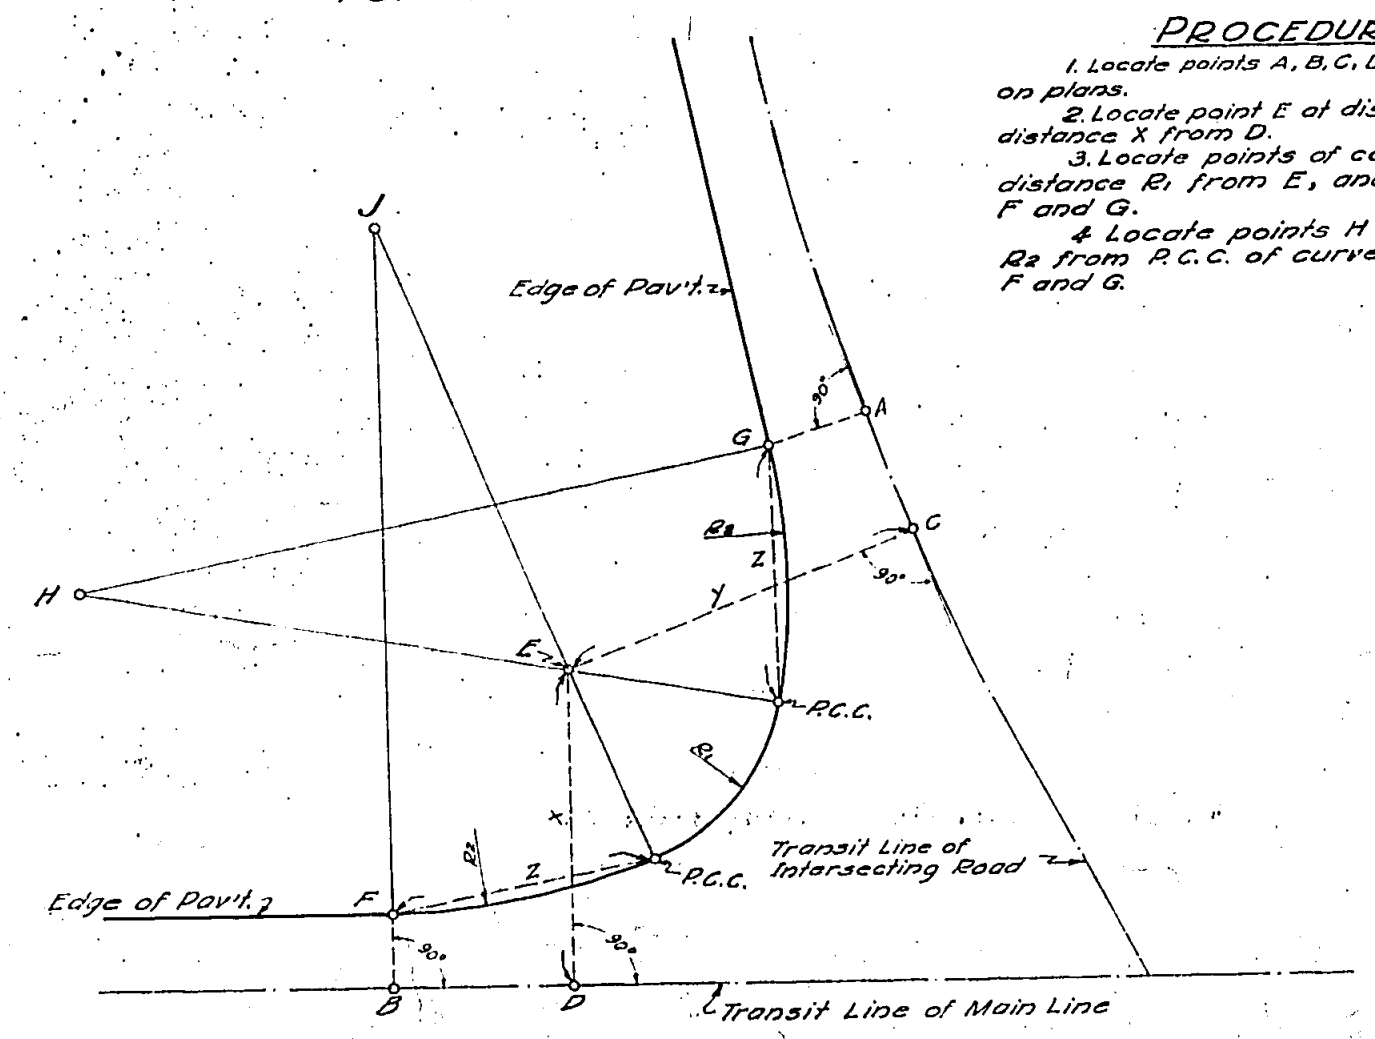 PROCEDUR
1. Locate points A, B, C, D
on plans.
2. Locate point E at dis
distance X from D.
3. Locate points of co
distance R1 from E, and
F and G.
4 Locate points H
R2 from P.C.C. of curve
F and G.
J
Edge of Pav't.
90°
A
G
R2
C
Z
90°
H
Y
E
P.C.C.
R1
X
R2
Z
P.C.C.
Transit Line of
Intersecting Road
Edge of Pav't.
F
90°
90°
B
D
Transit Line of Main Line